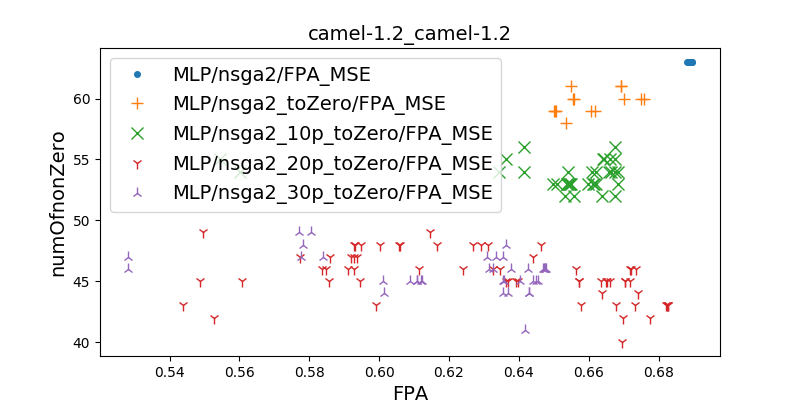 camel-1.2_camel-1.2
MLP/nsga2/FPA_MSE
MLP/nsga2_toZero/FPA_MSE
MLP/nsga2_10p_toZero/FPA_MSE
MLP/nsga2_20p_toZero/FPA_MSE
MLP/nsga2_30p_toZero/FPA_MSE
numOfnonZero
60
55
50
45
40
0.54 0.56 0.58 0.60 0.62 0.64 0.66 0.68
FPA